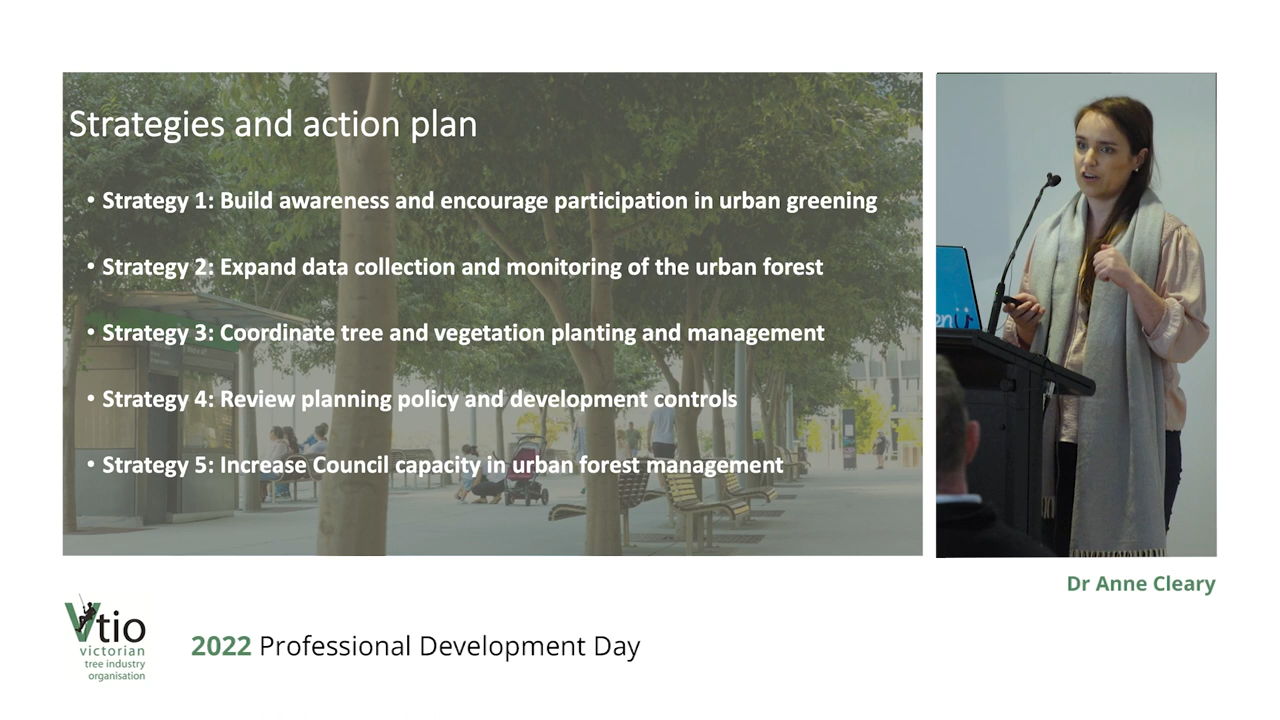 Strategies and action plan
• Strategy 1: Build awareness and encourage participation in urban greening
• Strategy 2: Expand data collection and monitoring of the urban forest
• Strategy 3: Coordinate tree and vegetation planting and management
• Strategy 4: Review planning policy and development controls
• Strategy 5: Increase Council capacity in urban forest management
Dr Anne Cleary
Vtio
victorian
tree industry
organisation
2022 Professional Development Day